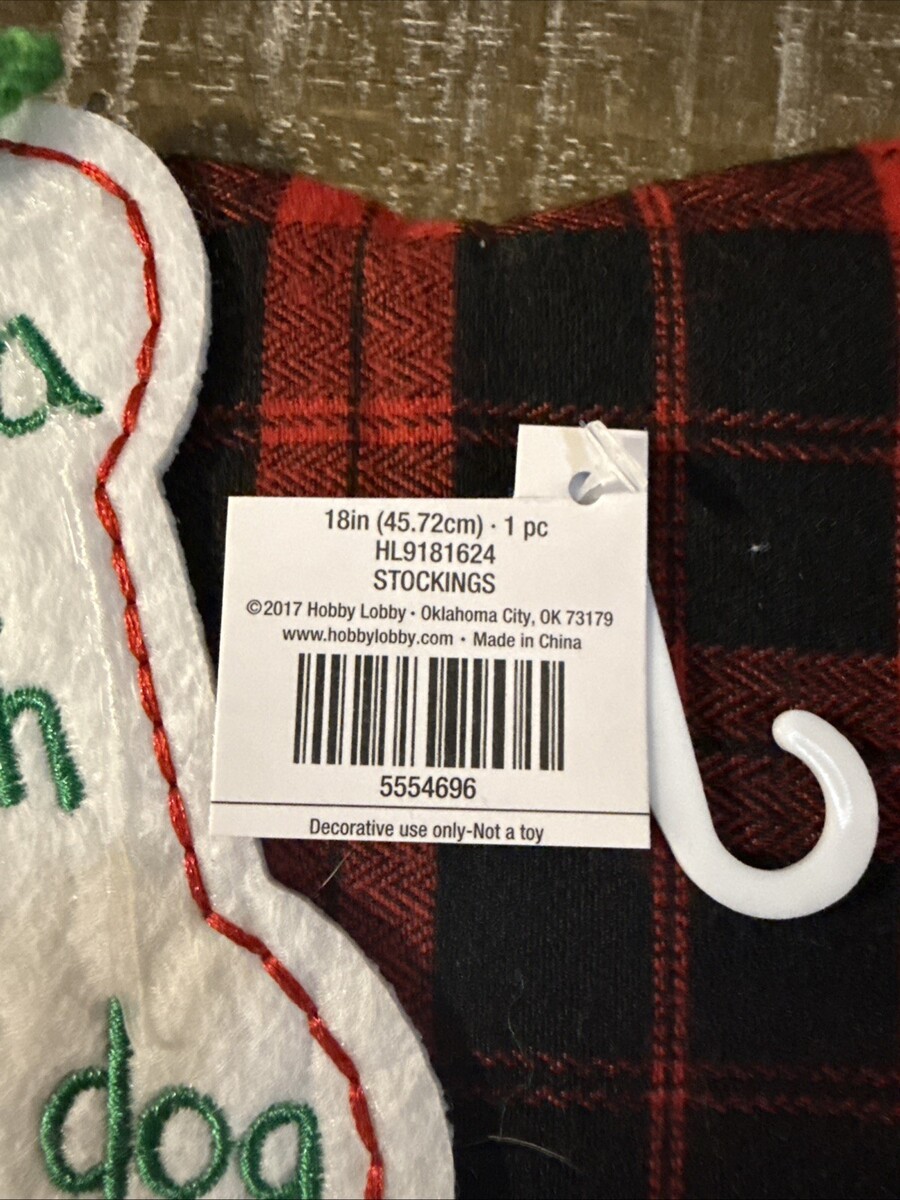 a
n
dog
18in (45.72cm) · 1 pc
HL9181624
STOCKINGS
©2017 Hobby Lobby • Oklahoma City, OK 73179
www.hobbylobby.com • Made in China
5554696
Decorative use only-Not a toy